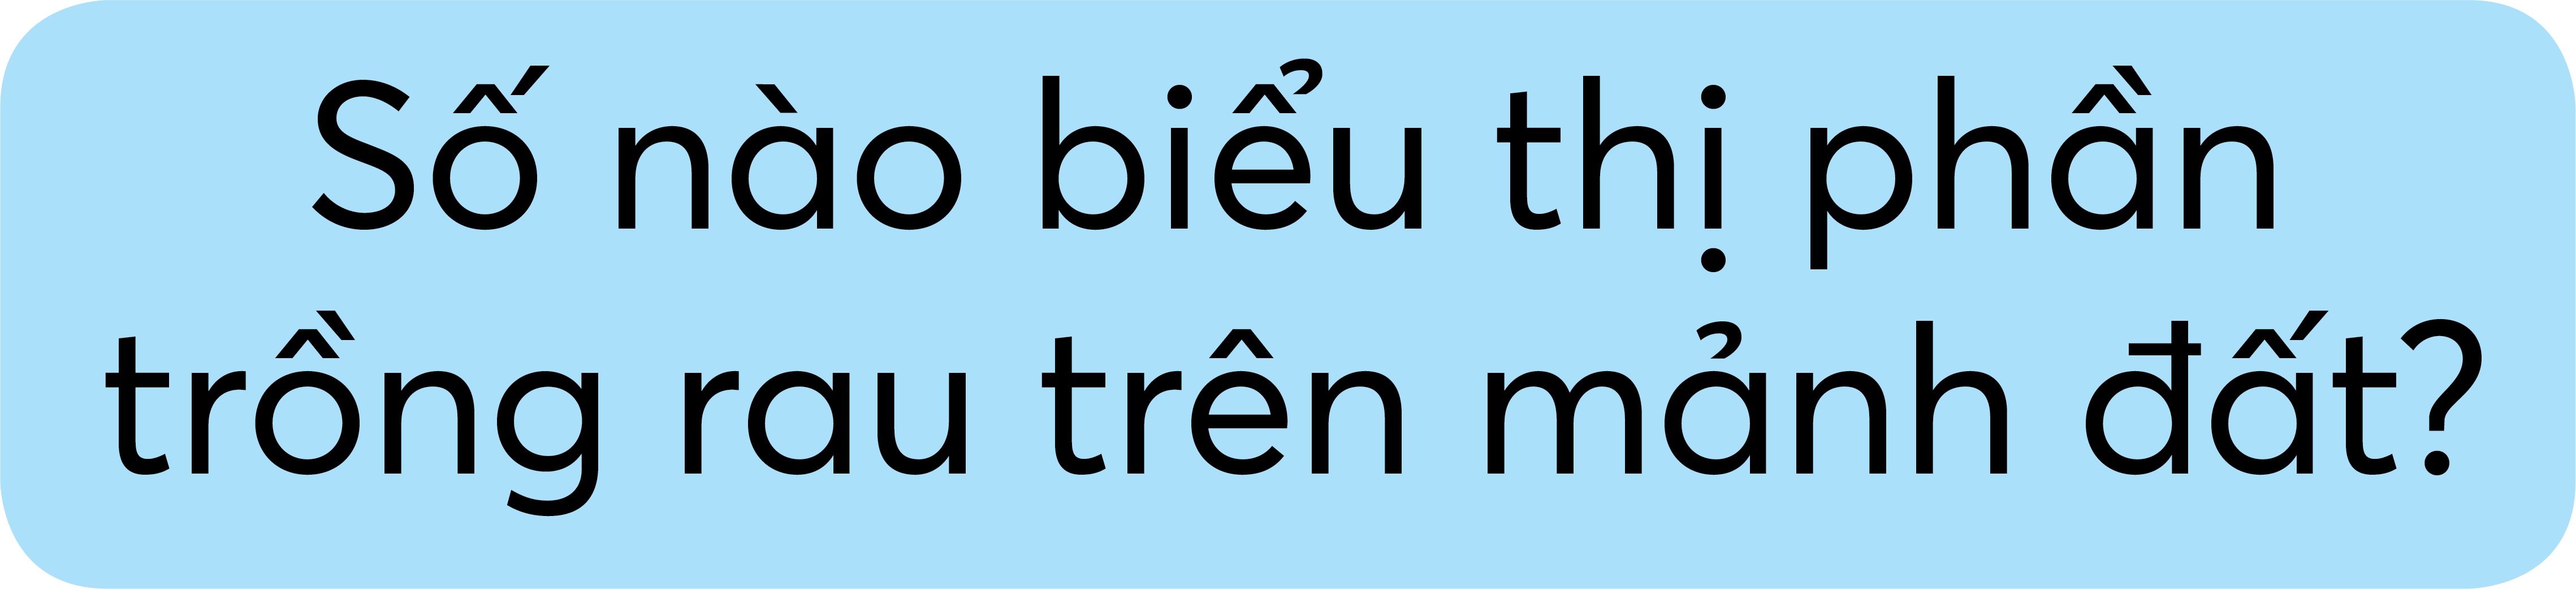 Số nào biểu thị phần
trồng rau trên mảnh đất?